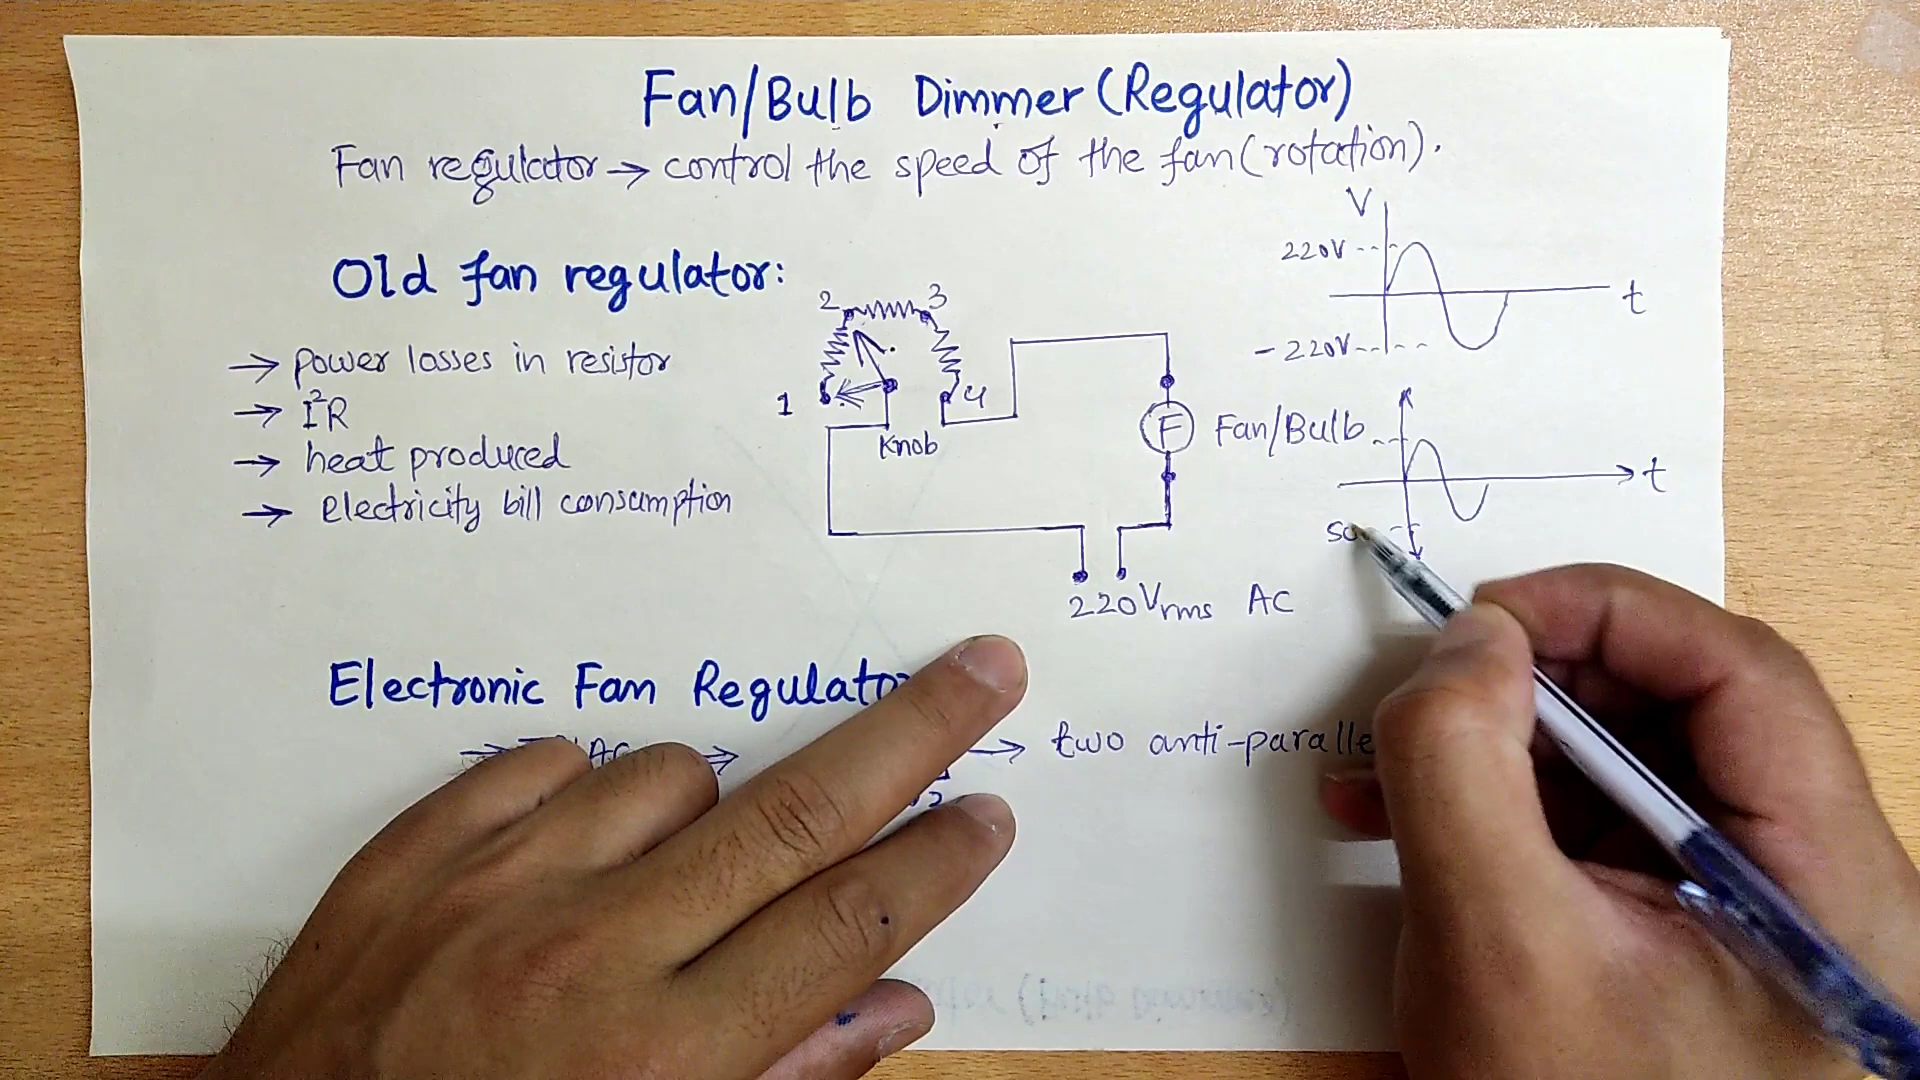 Fan/Bulb Dimmer (Regulator)
Fan regulator → control the speed of the fan (rotation).
V
220V
t
-220V
Old fan regulator:
2 3
→ power losses in resistor
1 4
→ I²R
Knob
F Fan/Bulb
→ heat produced
t
→ electricity bill consumption
220Vrms AC
Electronic Fan Regulator
→ two anti-paralle